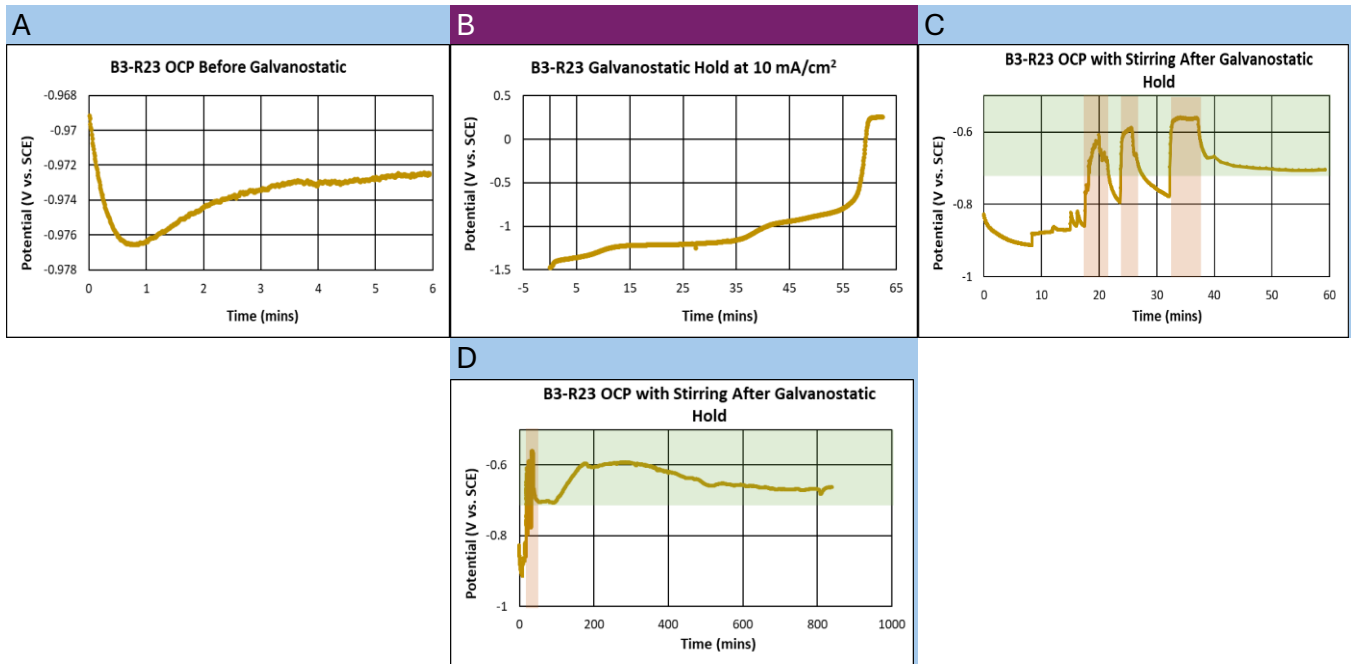 A
B3-R23 OCP Before Galvanostatic
Potential (V vs. SCE)
-0.968
-0.97
-0.972
-0.974
-0.976
-0.978
0 1 2 3 4 5 6
Time (mins)
B
B3-R23 Galvanostatic Hold at 10 mA/cm²
Potential (V vs. SCE)
0.5
0
-0.5
-1
-1.5
-5 5 15 25 35 45 55 65
Time (mins)
C
B3-R23 OCP with Stirring After Galvanostatic
Hold
Potential (V vs. SCE)
-0.6
-0.8
-1
0 10 20 30 40 50 60
Time (mins)
D
B3-R23 OCP with Stirring After Galvanostatic
Hold
Potential (V vs. SCE)
-0.6
-0.8
-1
0 200 400 600 800 1000
Time (mins)